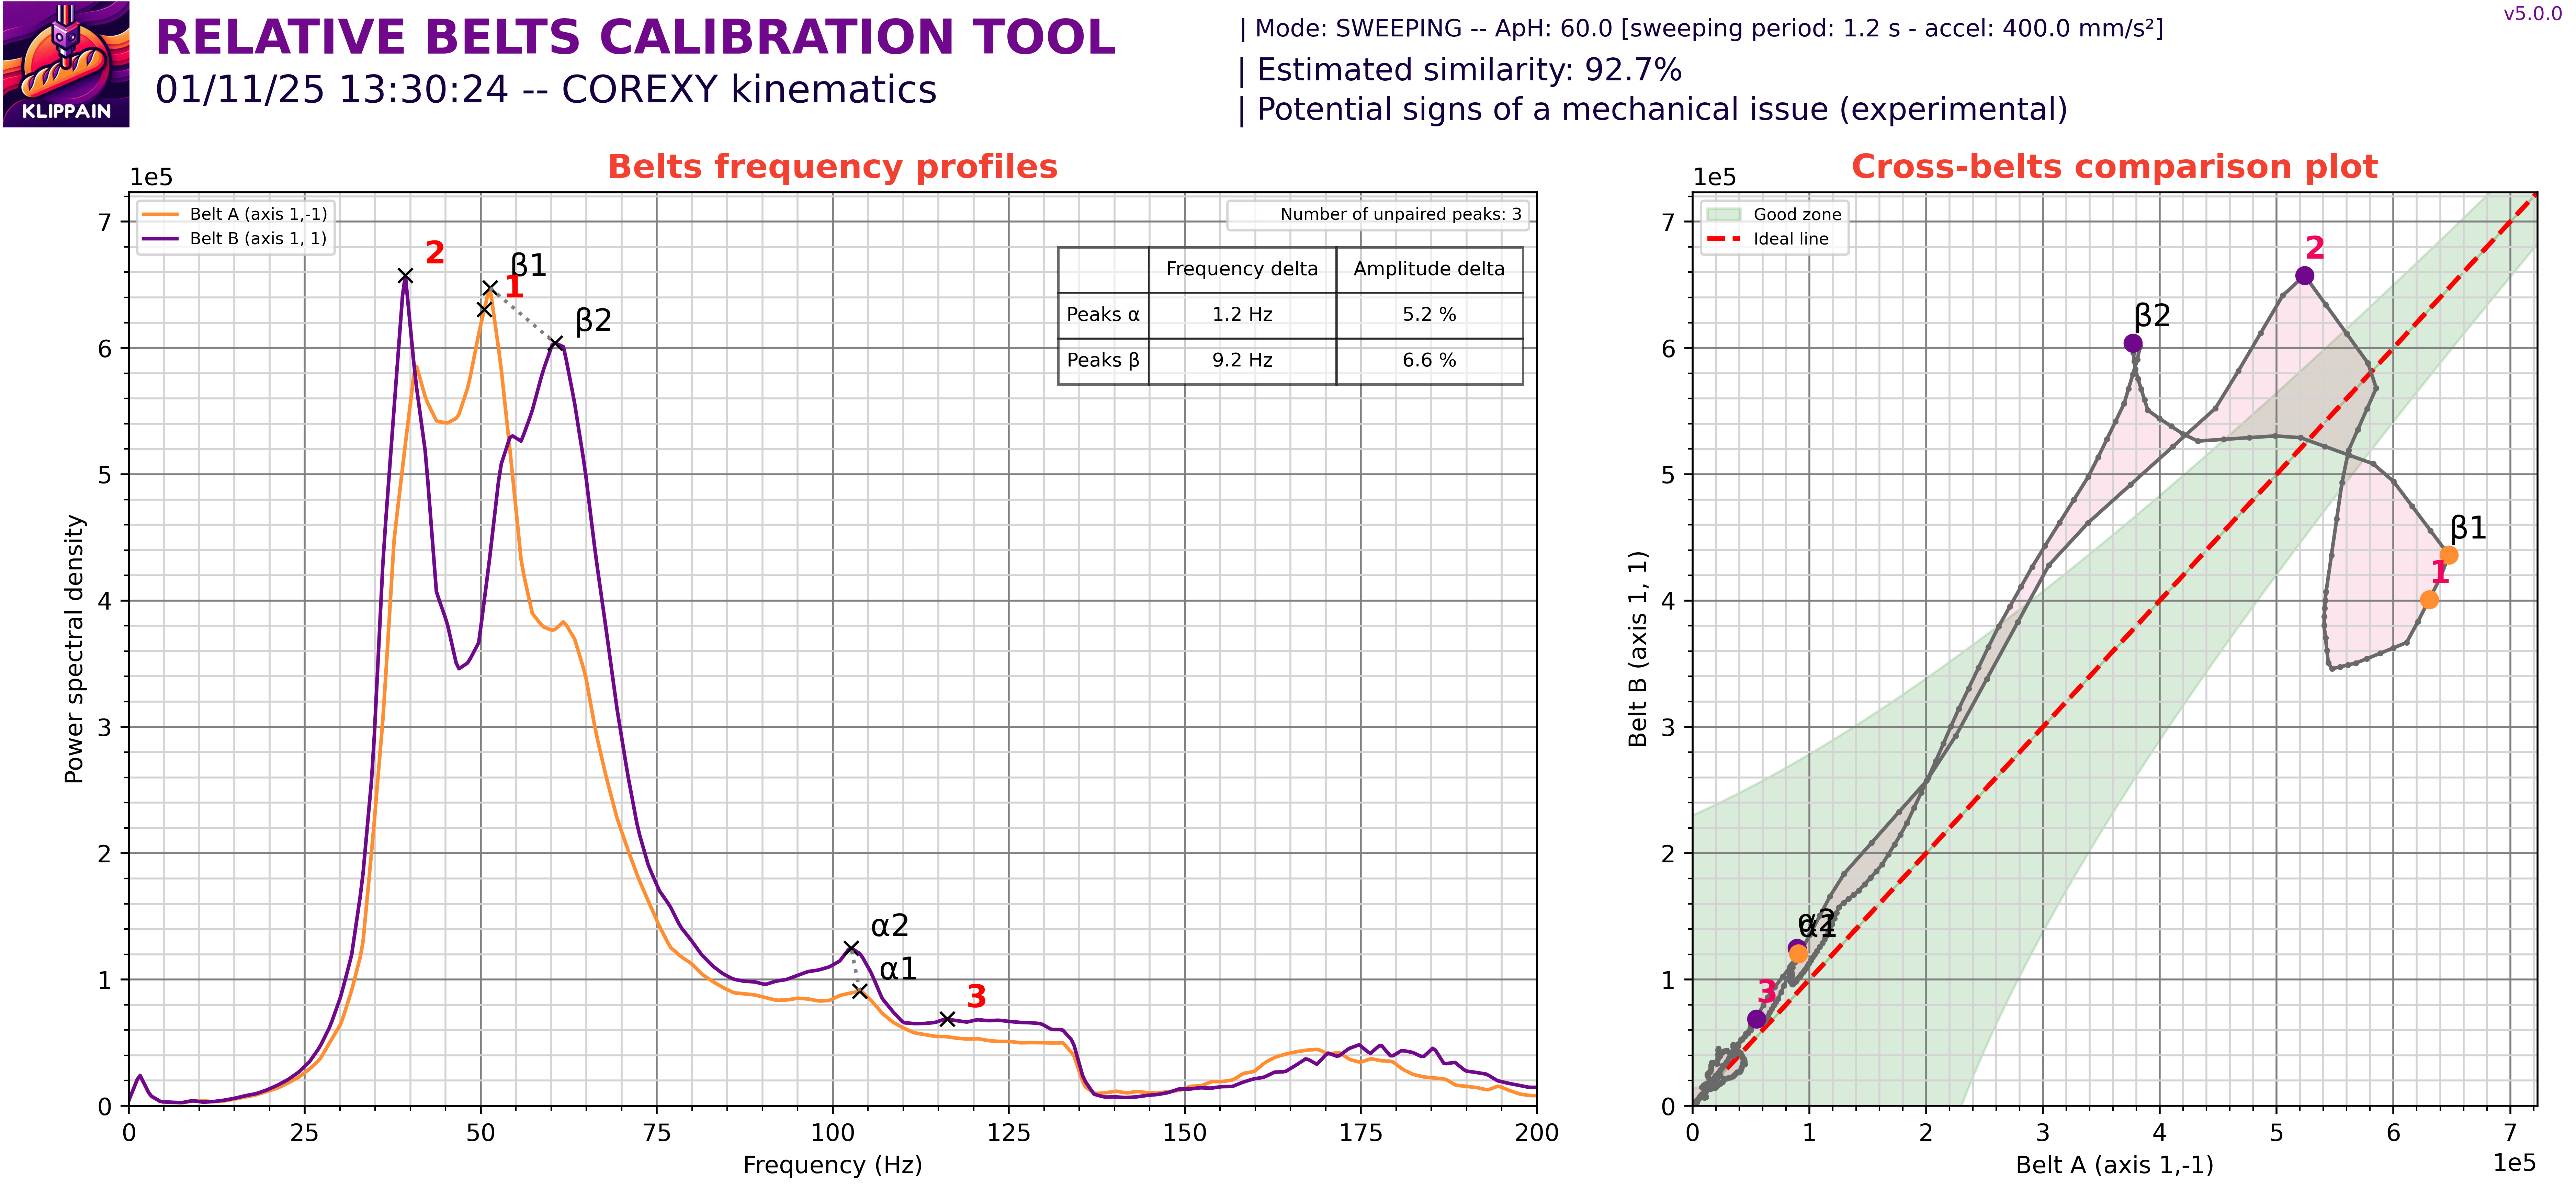 v5.0.0
KLIPPAIN
RELATIVE BELTS CALIBRATION TOOL
01/11/25 13:30:24 -- COREXY kinematics
| Mode: SWEEPING -- ApH: 60.0 [sweeping period: 1.2 s - accel: 400.0 mm/s²]
| Estimated similarity: 92.7%
| Potential signs of a mechanical issue (experimental)
Belts frequency profiles
1e5
Belt A (axis 1,-1)
Belt B (axis 1, 1)
Number of unpaired peaks: 3
Frequency delta Amplitude delta
Peaks α 1.2 Hz 5.2 %
Peaks β 9.2 Hz 6.6 %
2
β1
1
β2
α2
α1
3
Power spectral density
7
6
5
4
3
2
1
0
0 25 50 75 100 125 150 175 200
Frequency (Hz)
Cross-belts comparison plot
1e5
Good zone
Ideal line
2
β2
β1
1
α2
α1
3
Belt B (axis 1, 1)
7
6
5
4
3
2
1
0
0 1 2 3 4 5 6 7
Belt A (axis 1,-1)
1e5